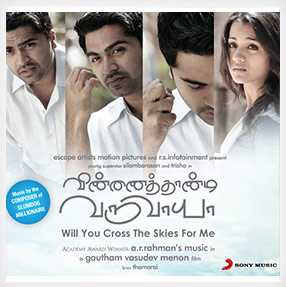 escape artists motion pictures and r.s.infotainment present
young superstar silambarasan and trisha in
விண்ணைத்தாண்டி
வருவாயா
Will You Cross The Skies For Me
ACADEMY AWARD WINNER a.r.rahman's music in
a gautham vasudev menon film
lyrics thamarai
Music by the
COMPOSER of
SLUMDOG
MILLIONAIRE
SONY MUSIC